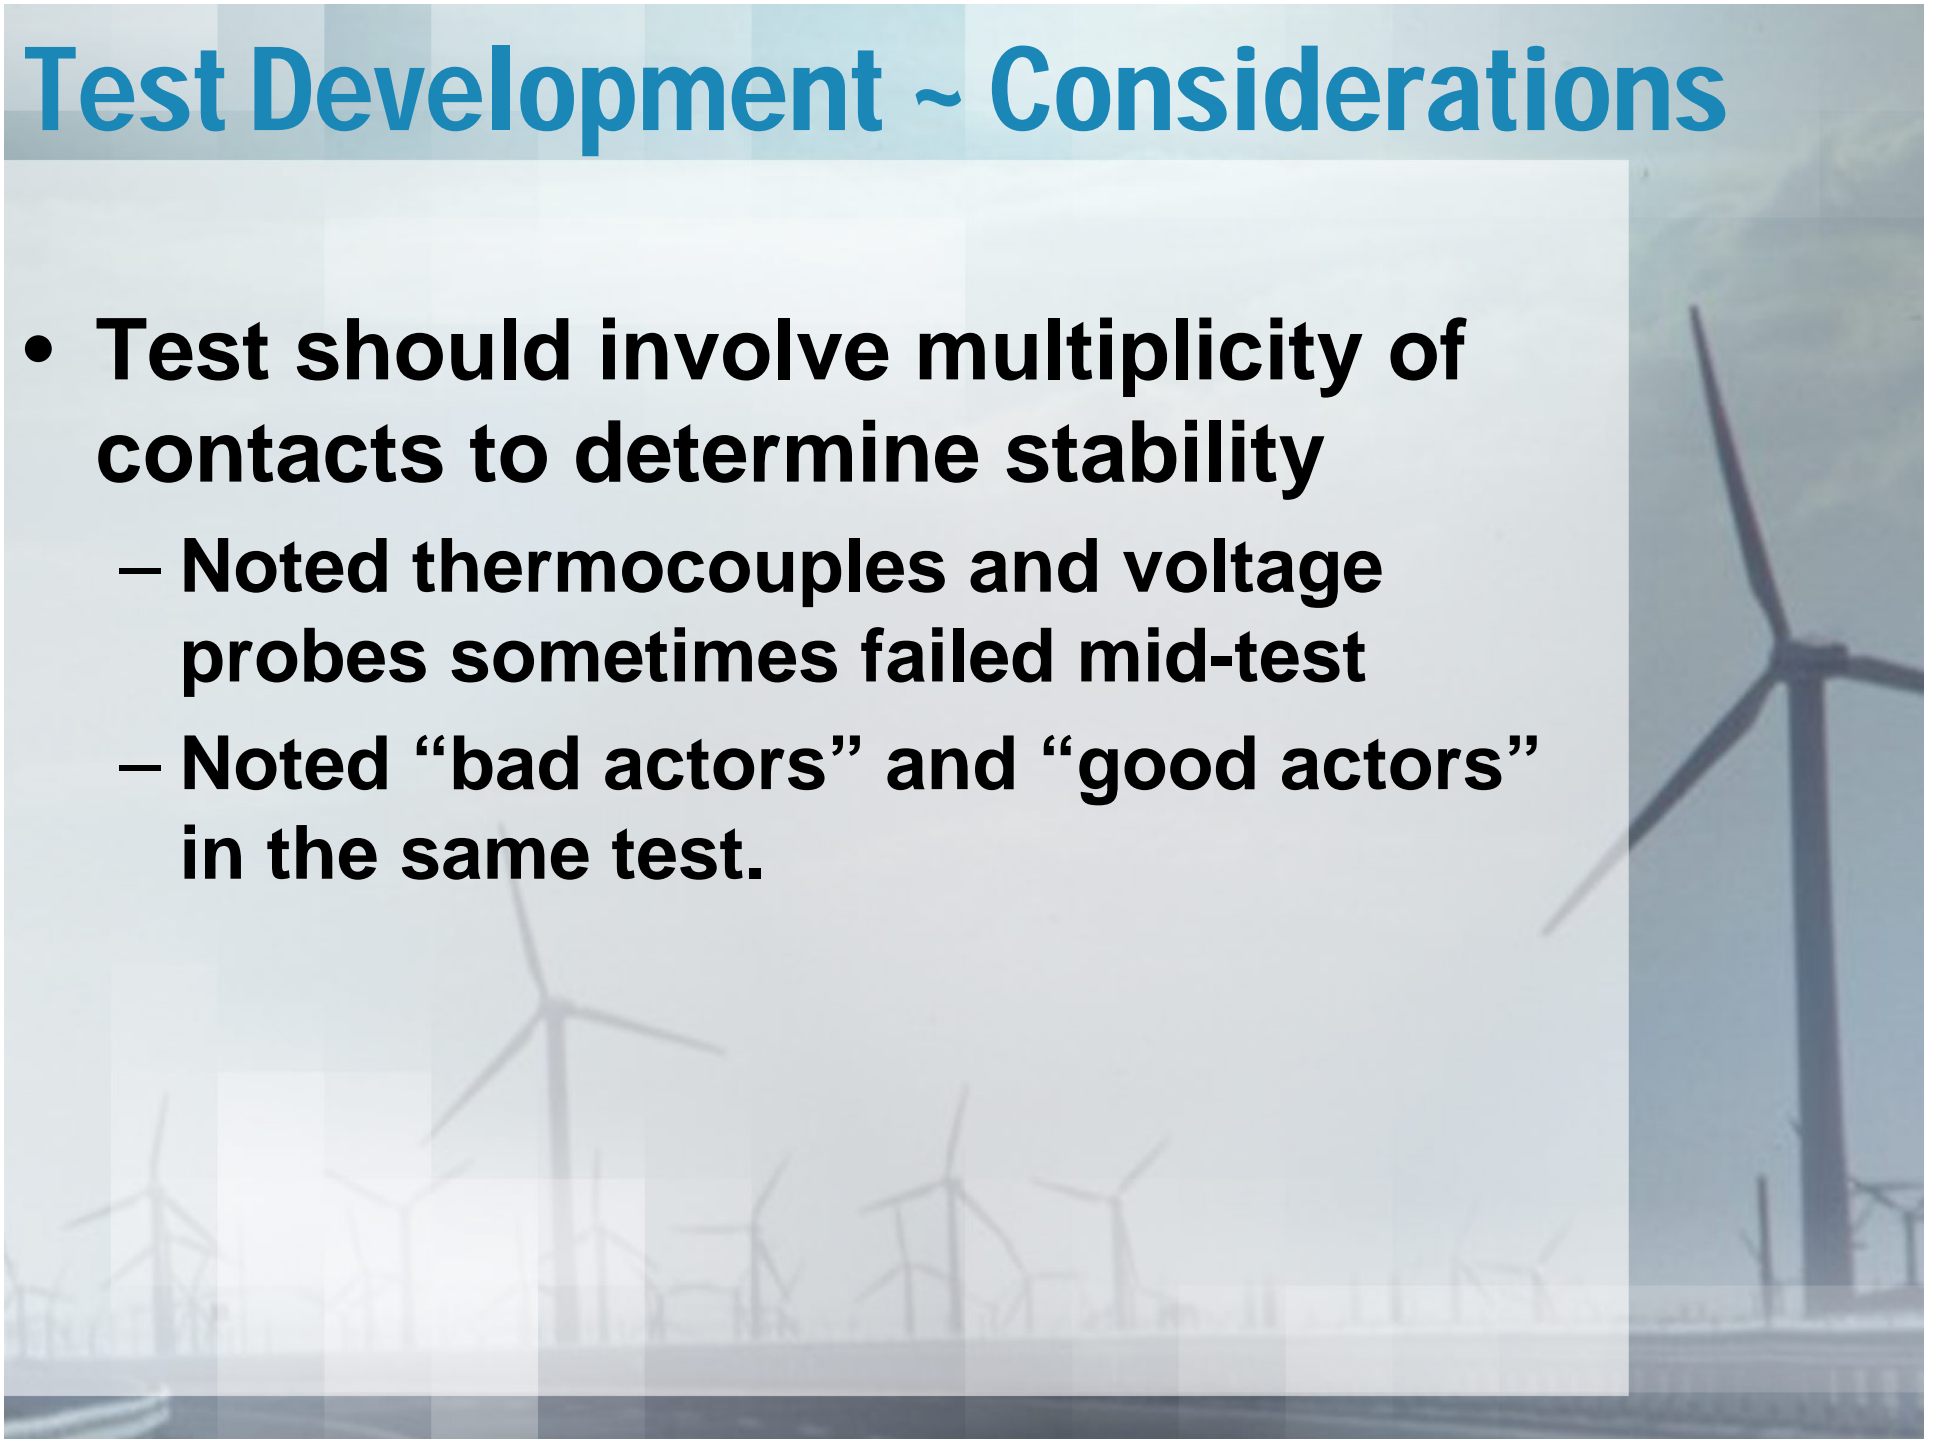 Test Development ~ Considerations
• Test should involve multiplicity of
contacts to determine stability
– Noted thermocouples and voltage
probes sometimes failed mid-test
– Noted “bad actors” and “good actors”
in the same test.